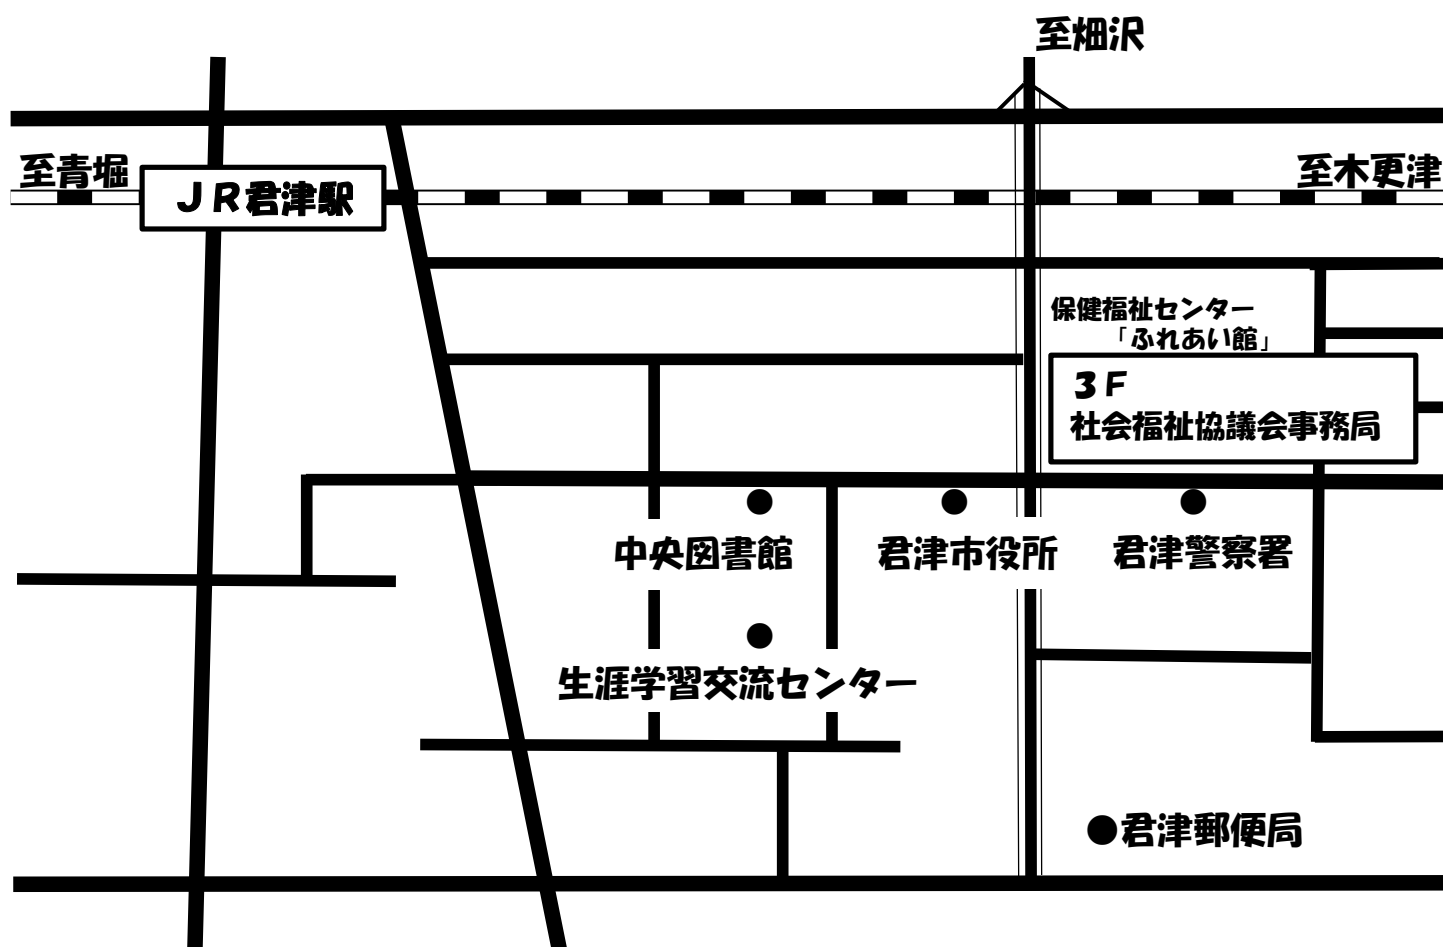 至畑沢
至青堀
ＪＲ君津駅
至木更津
保健福祉センター
「ふれあい館」
３Ｆ
社会福祉協議会事務局
中央図書館
君津市役所
君津警察署
生涯学習交流センター
君津郵便局